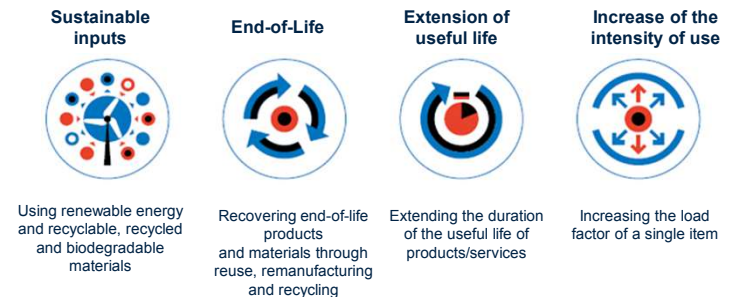 Sustainable
inputs
End-of-Life
Extension of
useful life
Increase of the
intensity of use
Using renewable energy
and recyclable, recycled
and biodegradable
materials
Recovering end-of-life
products
and materials through
reuse, remanufacturing
and recycling
Extending the duration
of the useful life of
products/services
Increasing the load
factor of a single item